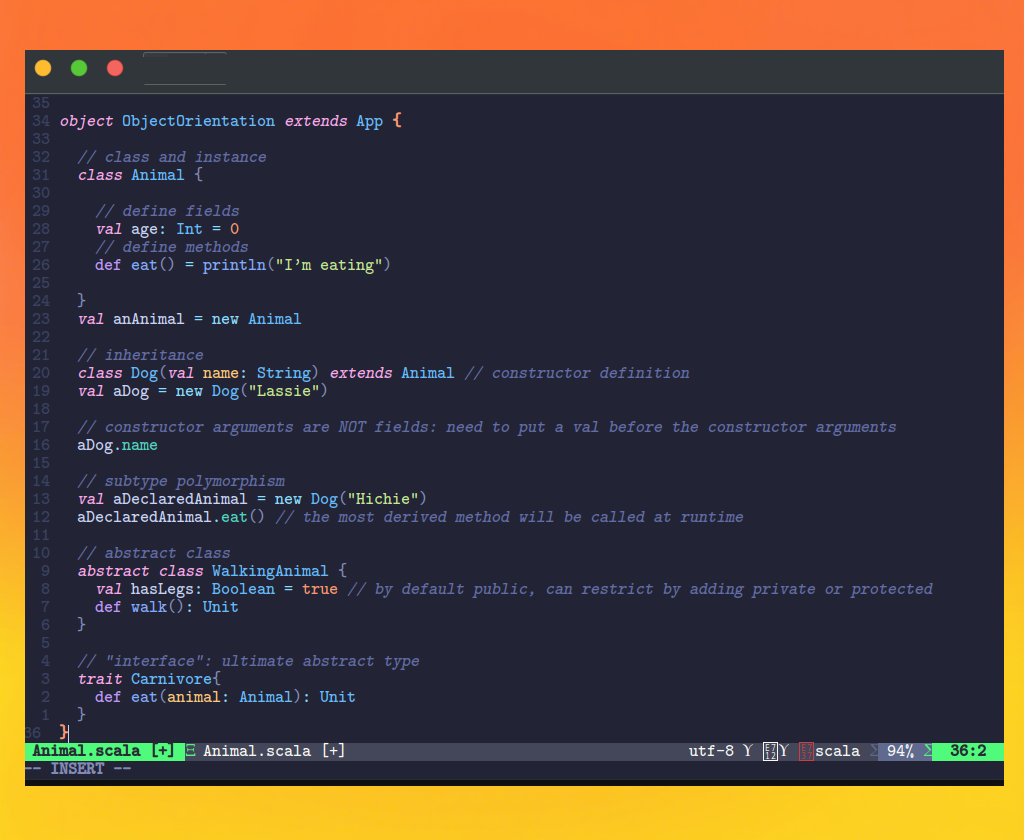 35
34 object ObjectOrientation extends App {
33
32   // class and instance
31   class Animal {
30
29     // define fields
28     val age: Int = 0
27     // define methods
26     def eat() = println("I'm eating")
25
24   }
23   val anAnimal = new Animal
22
21   // inheritance
20   class Dog(val name: String) extends Animal // constructor definition
19   val aDog = new Dog("Lassie")
18
17   // constructor arguments are NOT fields: need to put a val before the constructor arguments
16   aDog.name
15
14   // subtype polymorphism
13   val aDeclaredAnimal = new Dog("Hichie")
12   aDeclaredAnimal.eat() // the most derived method will be called at runtime
11
10   // abstract class
9   abstract class WalkingAnimal {
8     val hasLegs: Boolean = true // by default public, can restrict by adding private or protected
7     def walk(): Unit
6   }
5
4   // "interface": ultimate abstract type
3   trait Carnivore{
2     def eat(animal: Animal): Unit
1   }
36 }
Animal.scala [+] Ξ Animal.scala [+] utf-8 ϒ ϒ scala Σ 94% Σ 36:2
-- INSERT --